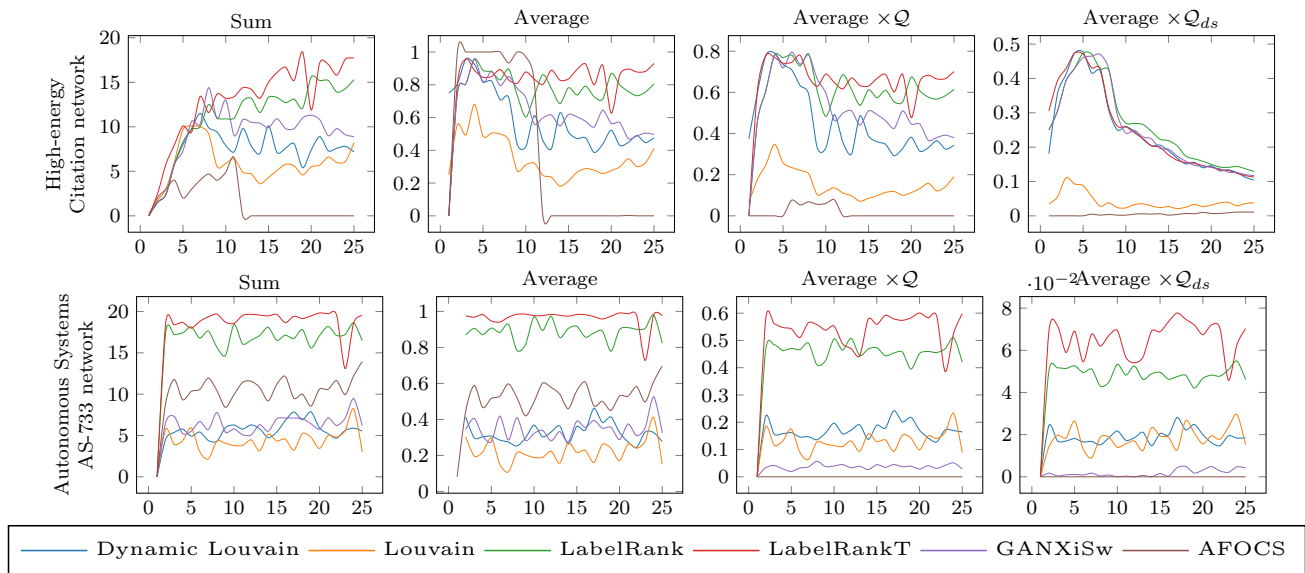 Sum
Average
Average ×Q
Average ×Q_ds
High-energy
Citation network
20
15
10
5
0
0 5 10 15 20 25
1
0.8
0.6
0.4
0.2
0
0 5 10 15 20 25
0.8
0.6
0.4
0.2
0
0 5 10 15 20 25
0.5
0.4
0.3
0.2
0.1
0
0 5 10 15 20 25
Sum
Average
Average ×Q
·10⁻² Average ×Q_ds
Autonomous Systems
AS-733 network
20
15
10
5
0
0 5 10 15 20 25
1
0.8
0.6
0.4
0.2
0
0 5 10 15 20 25
0.6
0.4
0.2
0
0 5 10 15 20 25
8
6
4
2
0
0 5 10 15 20 25
Dynamic Louvain Louvain LabelRank LabelRankT GANXiSw AFOCS